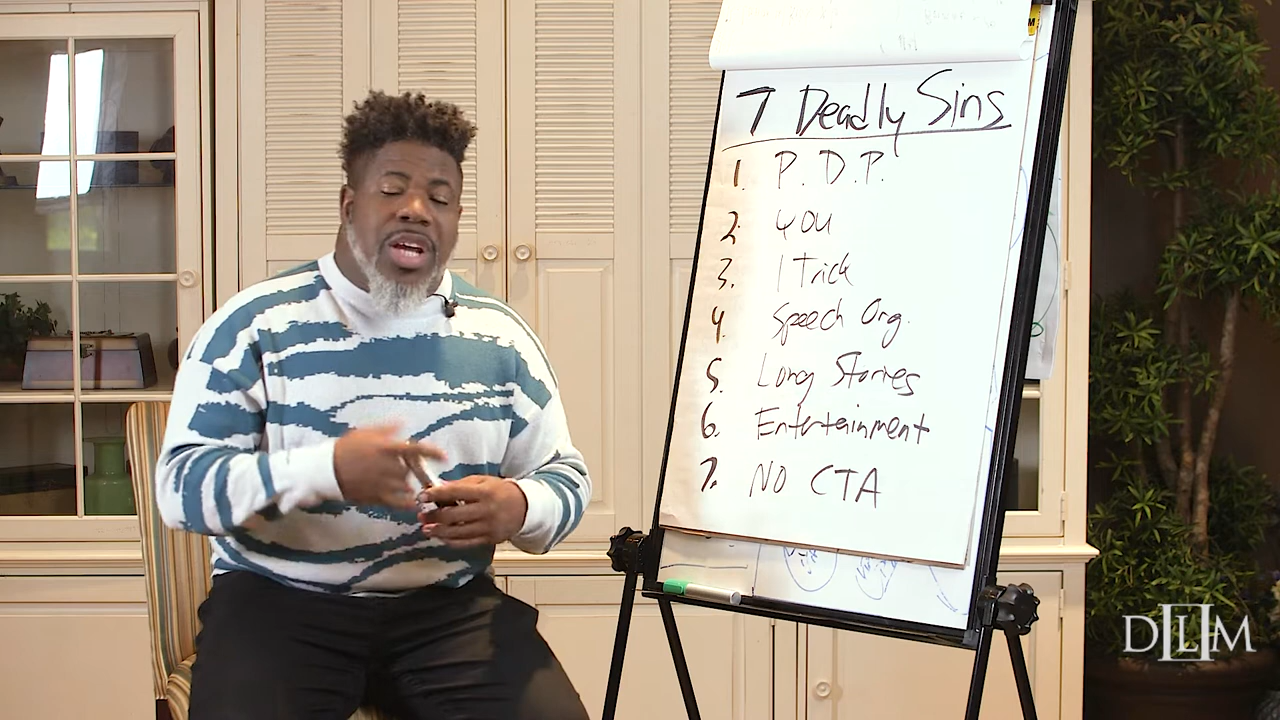 7 Deadly Sins
1. P. D. P.
2. YOU
3. 1 Trick
4. Speech Org.
5. Long Stories
6. Entertainment
7. NO CTA
DLLM